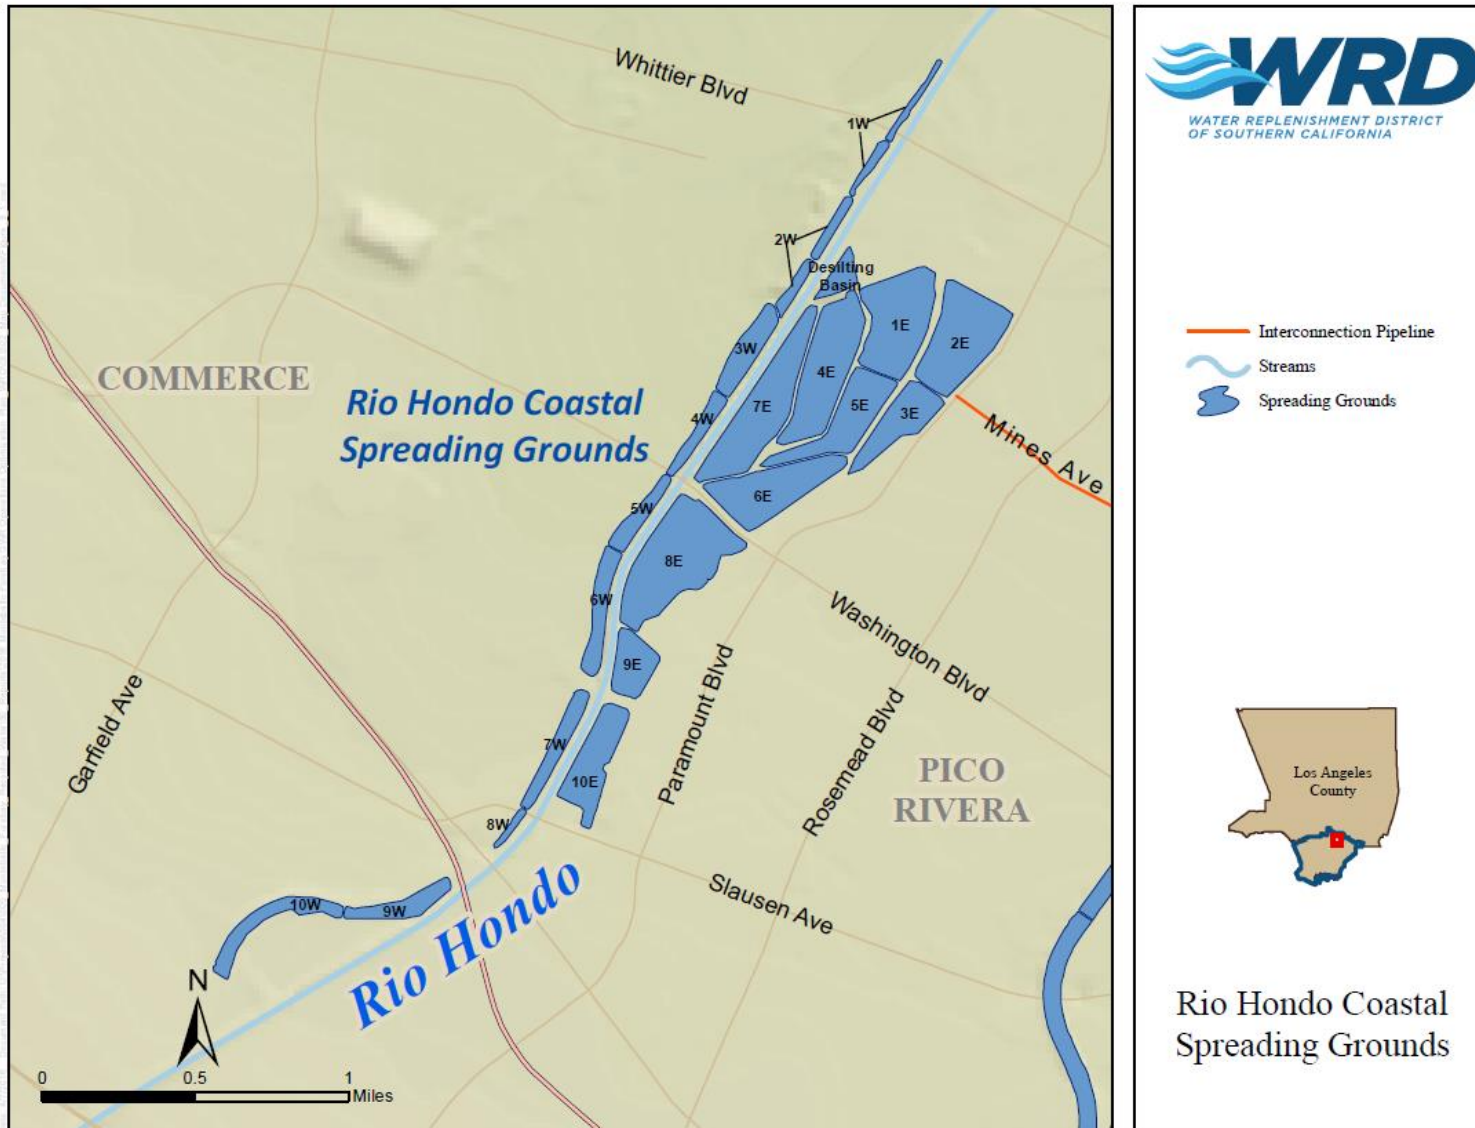 Whittier Blvd
1W
2W
Desilting
Basin
1E
2E
3W
4E
7E
5E
3E
4W
COMMERCE
Rio Hondo Coastal
Spreading Grounds
Mines Ave
6E
5W
8E
6W
Washington Blvd
9E
Garfield Ave
Paramount Blvd
Rosemead Blvd
7W
10E
PICO
RIVERA
8W
Slausen Ave
10W
9W
Rio Hondo
N
0
0.5
1
Miles
WRD
WATER REPLENISHMENT DISTRICT
OF SOUTHERN CALIFORNIA
Interconnection Pipeline
Streams
Spreading Grounds
Los Angeles
County
Rio Hondo Coastal
Spreading Grounds